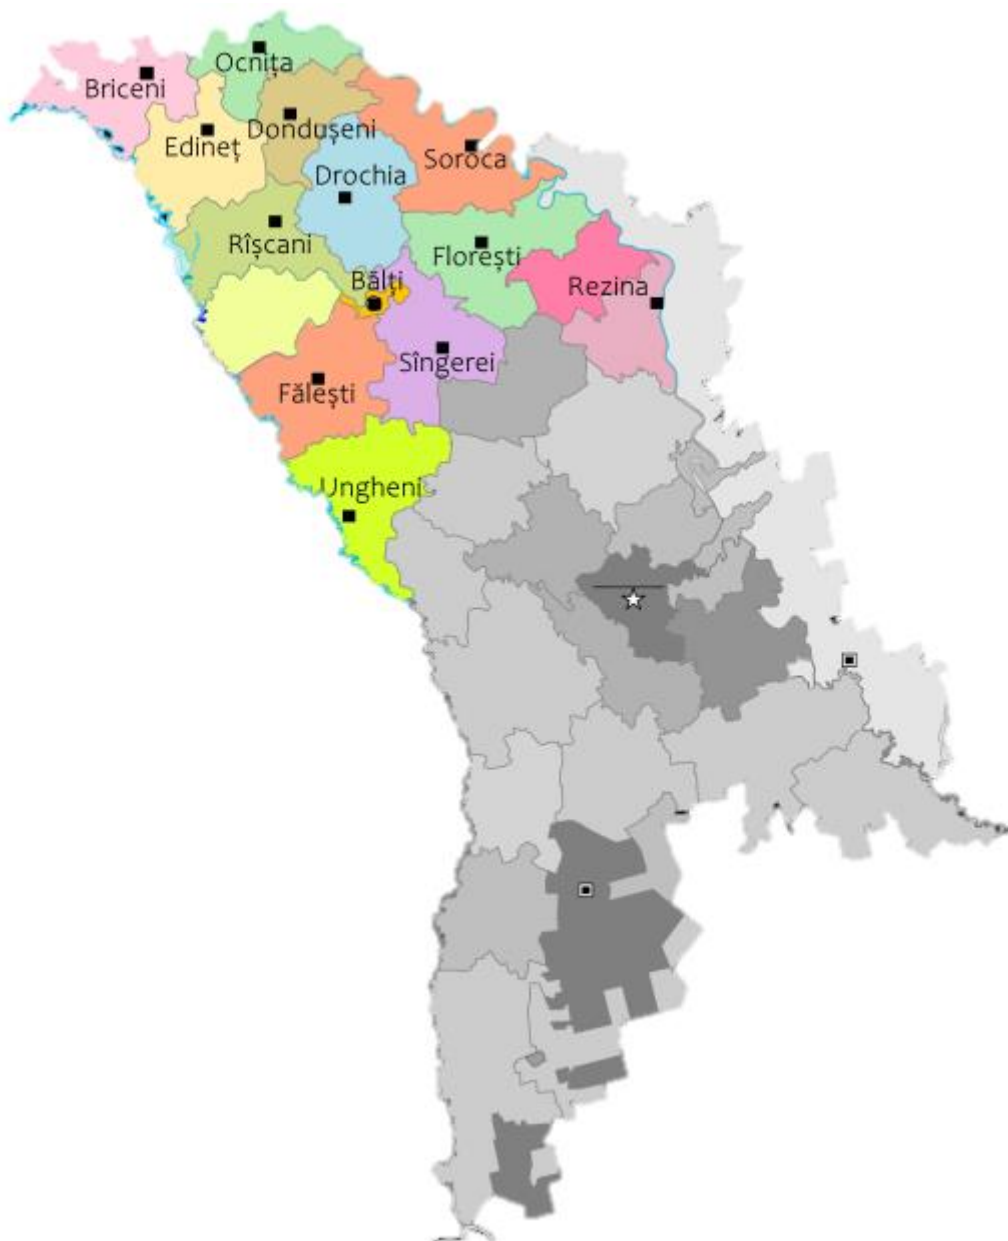 Ocnița
Briceni
Dondușeni
Edineț
Soroca
Drochia
Rîșcani
Florești
Bălți
Rezina
Sîngerei
Fălești
Ungheni